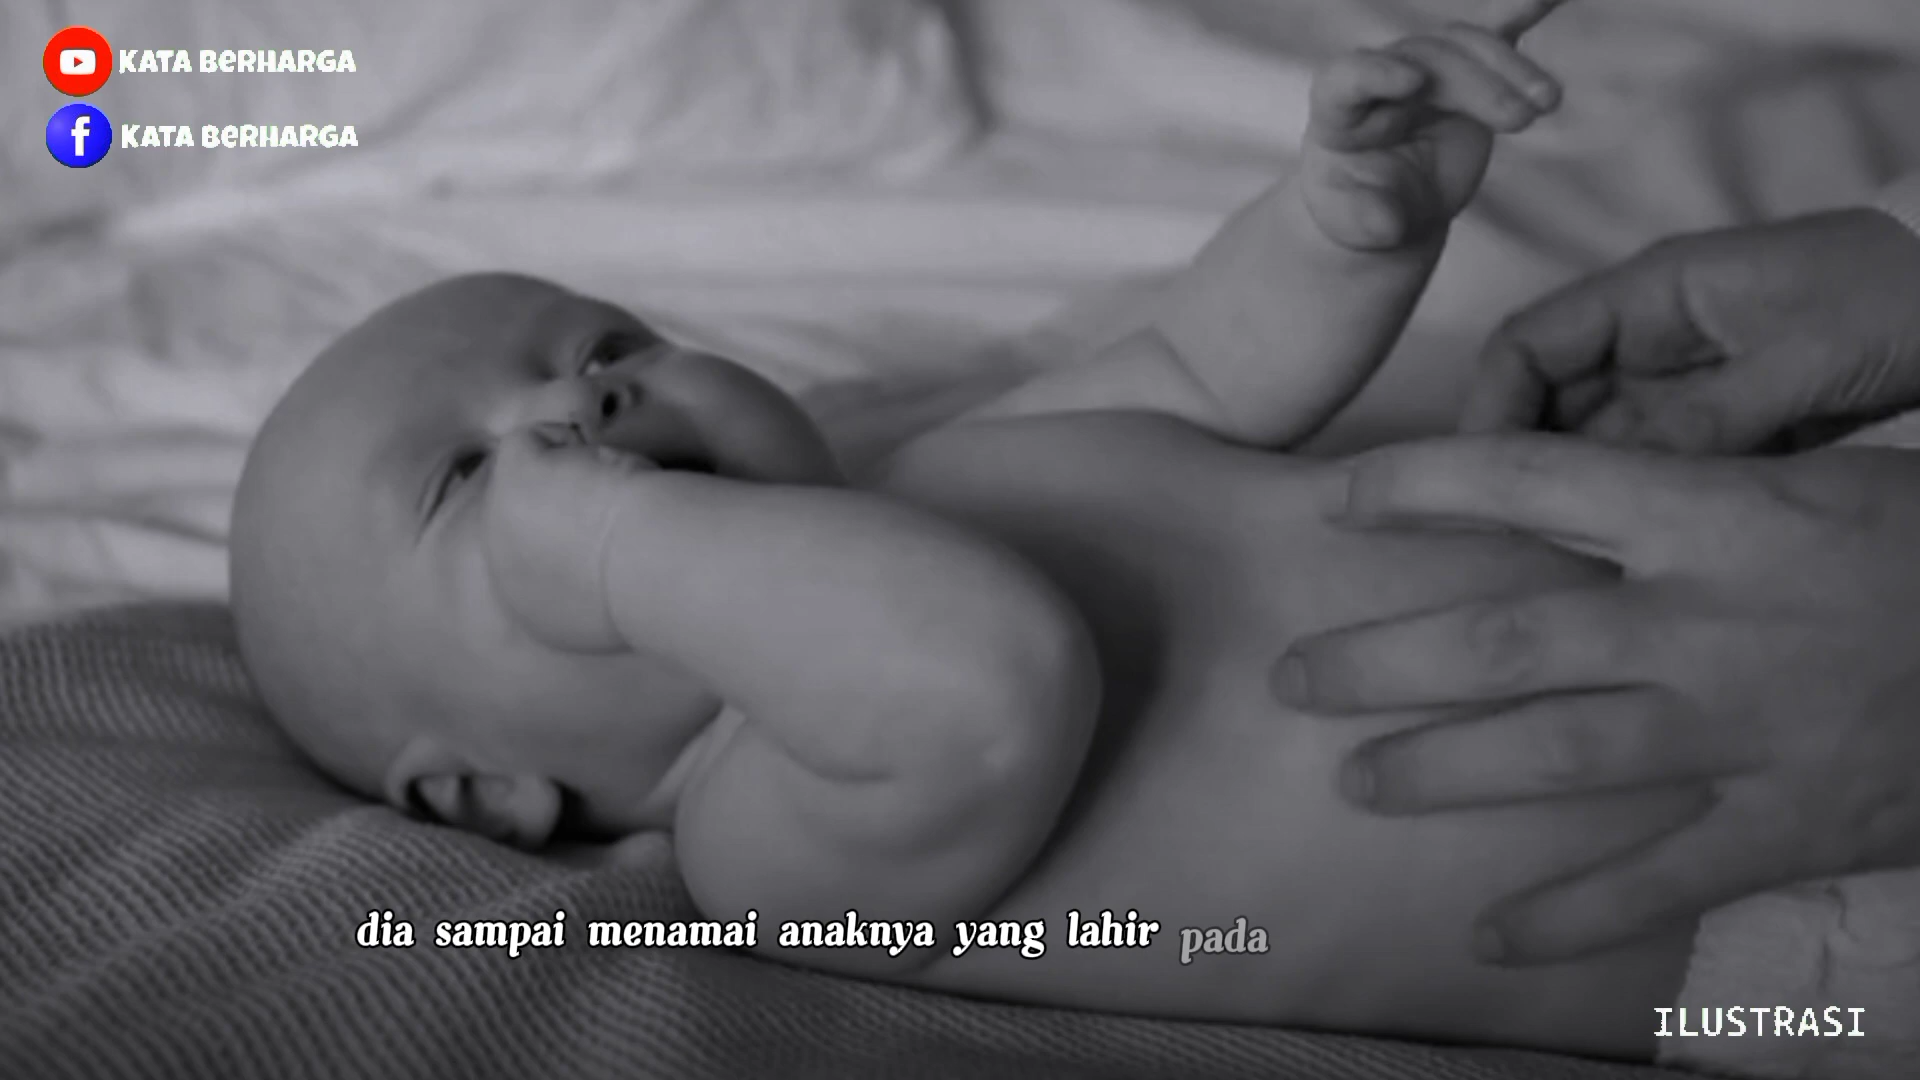 KATA BERHARGA
KATA BERHARGA
dia sampai menamai anaknya yang lahir pada
ILUSTRASI